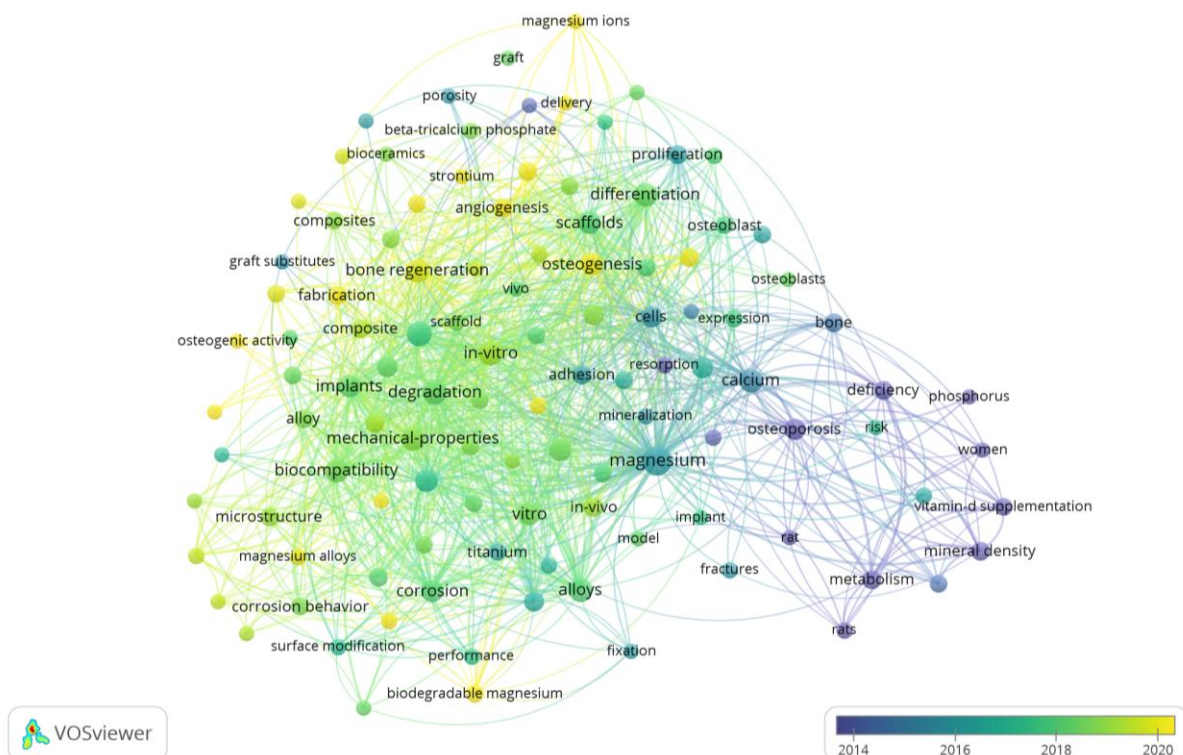 magnesium ions
graft
porosity
delivery
beta-tricalcium phosphate
bioceramics
proliferation
strontium
differentiation
angiogenesis
composites
scaffolds
osteoblast
graft substitutes
bone regeneration
osteogenesis
osteoblasts
vivo
fabrication
composite
scaffold
cells
expression
bone
osteogenic activity
in-vitro
resorption
adhesion
calcium
implants
degradation
deficiency
phosphorus
alloy
mineralization
osteoporosis
risk
mechanical-properties
women
biocompatibility
magnesium
vitamin-d supplementation
microstructure
vitro
in-vivo
implant
model
rat
magnesium alloys
titanium
mineral density
fractures
metabolism
corrosion
alloys
corrosion behavior
rats
surface modification
performance
fixation
biodegradable magnesium
VOSviewer
2014
2016
2018
2020